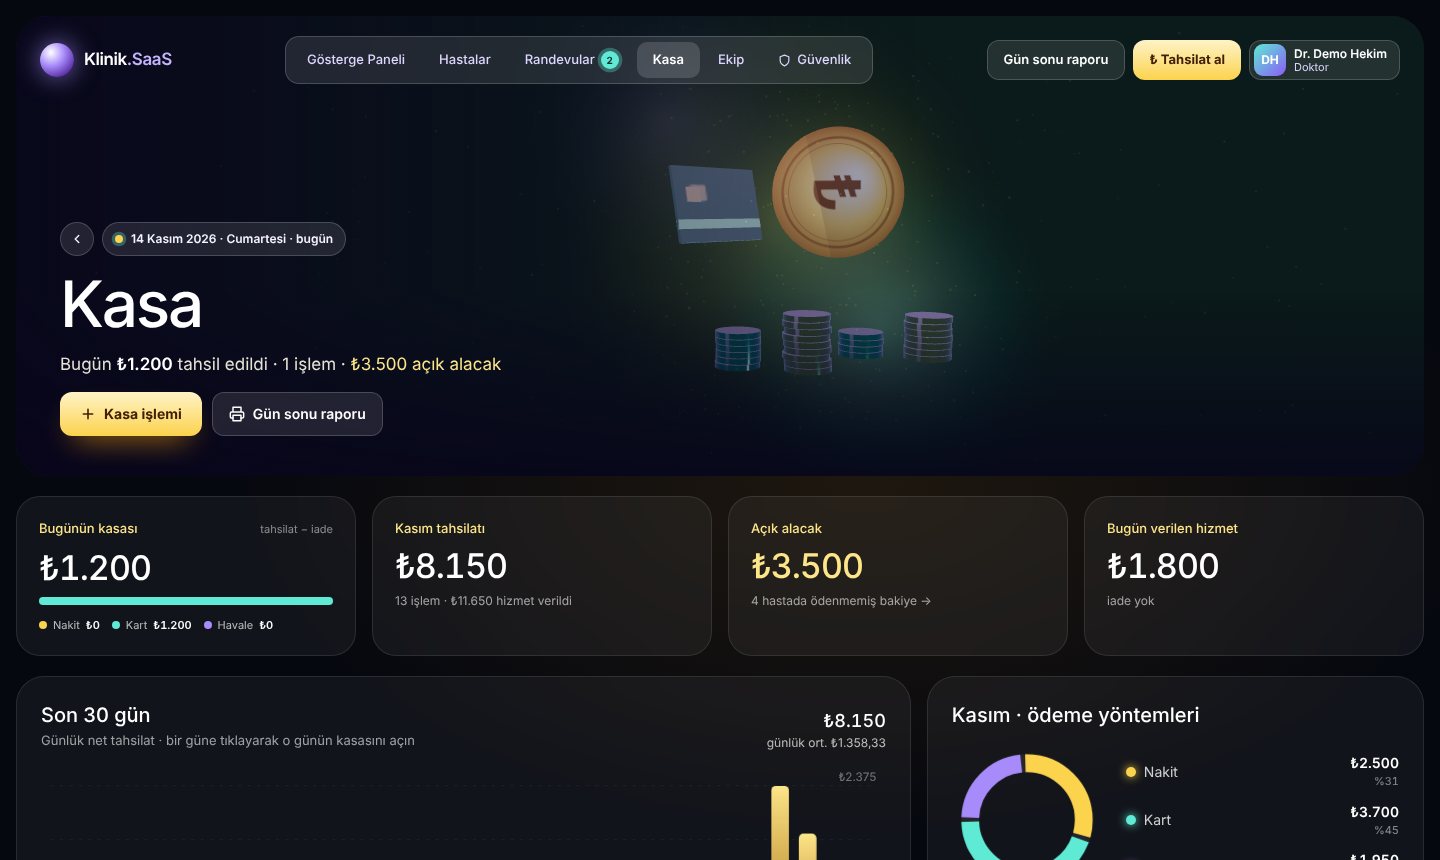 Klinik.SaaS
Gösterge Paneli
Hastalar
Randevular 2
Kasa
Ekip
Güvenlik
Gün sonu raporu
₺ Tahsilat al
DH
Dr. Demo Hekim
Doktor
₺
14 Kasım 2026 · Cumartesi · bugün
Kasa
Bugün ₺1.200 tahsil edildi · 1 işlem · ₺3.500 açık alacak
Kasa işlemi
Gün sonu raporu
Bugünün kasası
tahsilat − iade
₺1.200
Nakit ₺0
Kart ₺1.200
Havale ₺0
Kasım tahsilatı
₺8.150
13 işlem · ₺11.650 hizmet verildi
Açık alacak
₺3.500
4 hastada ödenmemiş bakiye →
Bugün verilen hizmet
₺1.800
iade yok
Son 30 gün
Günlük net tahsilat · bir güne tıklayarak o günün kasasını açın
₺8.150
günlük ort. ₺1.358,33
₺2.375
Kasım · ödeme yöntemleri
Nakit
₺2.500
%31
Kart
₺3.700
%45